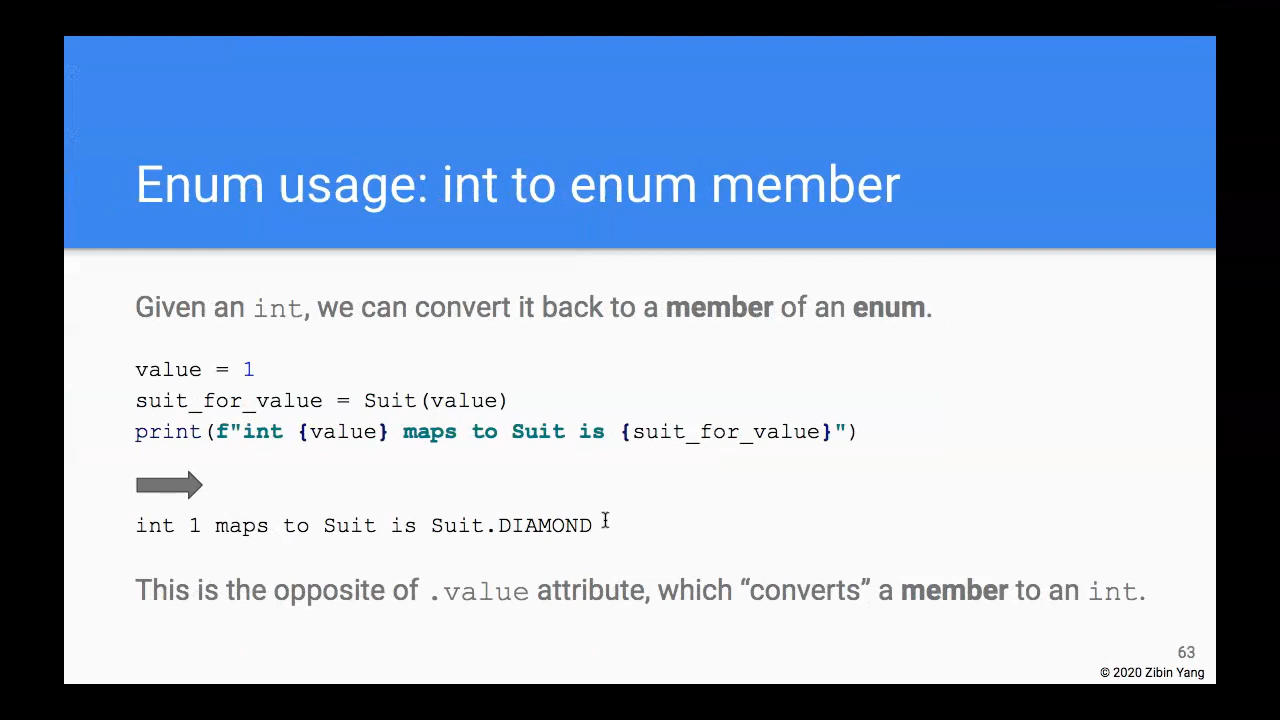 Enum usage: int to enum member
Given an int, we can convert it back to a member of an enum.
value = 1
suit_for_value = Suit(value)
print(f"int {value} maps to Suit is {suit_for_value}")
int 1 maps to Suit is Suit.DIAMOND
This is the opposite of .value attribute, which “converts” a member to an int.
63
© 2020 Zibin Yang